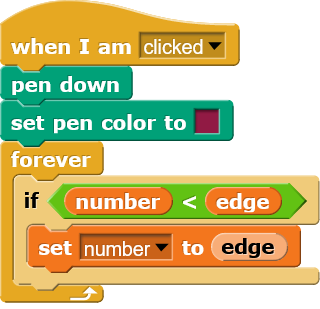 when I am clicked
pen down
set pen color to
forever
if number < edge
set number to edge